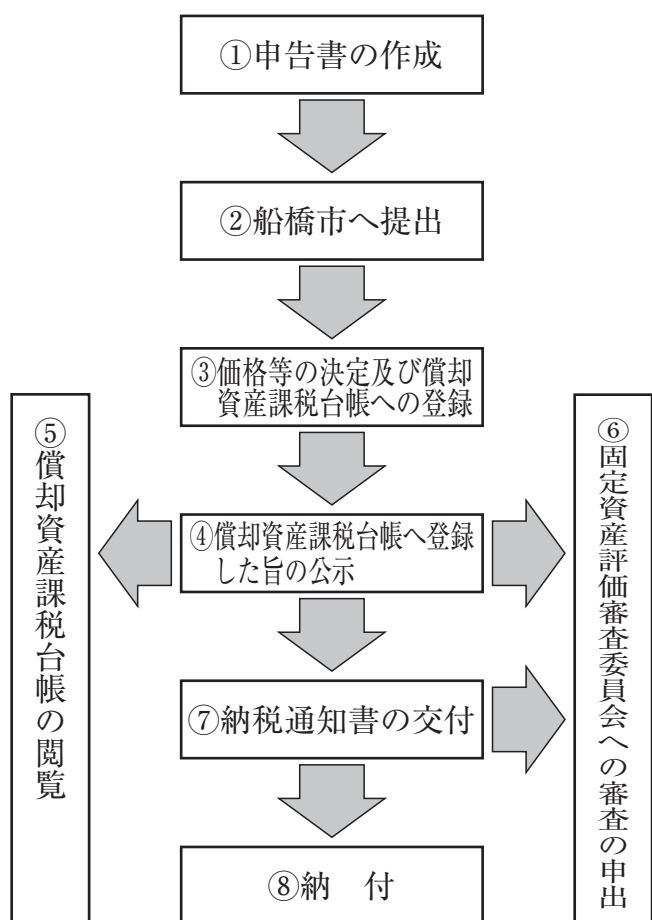 ①申告書の作成
②船橋市へ提出
③価格等の決定及び償却
資産課税台帳への登録
④償却資産課税台帳へ登録
した旨の公示
⑤償却資産課税台帳の閲覧
⑥固定資産評価審査委員会への審査の申出
⑦納税通知書の交付
⑧納　付